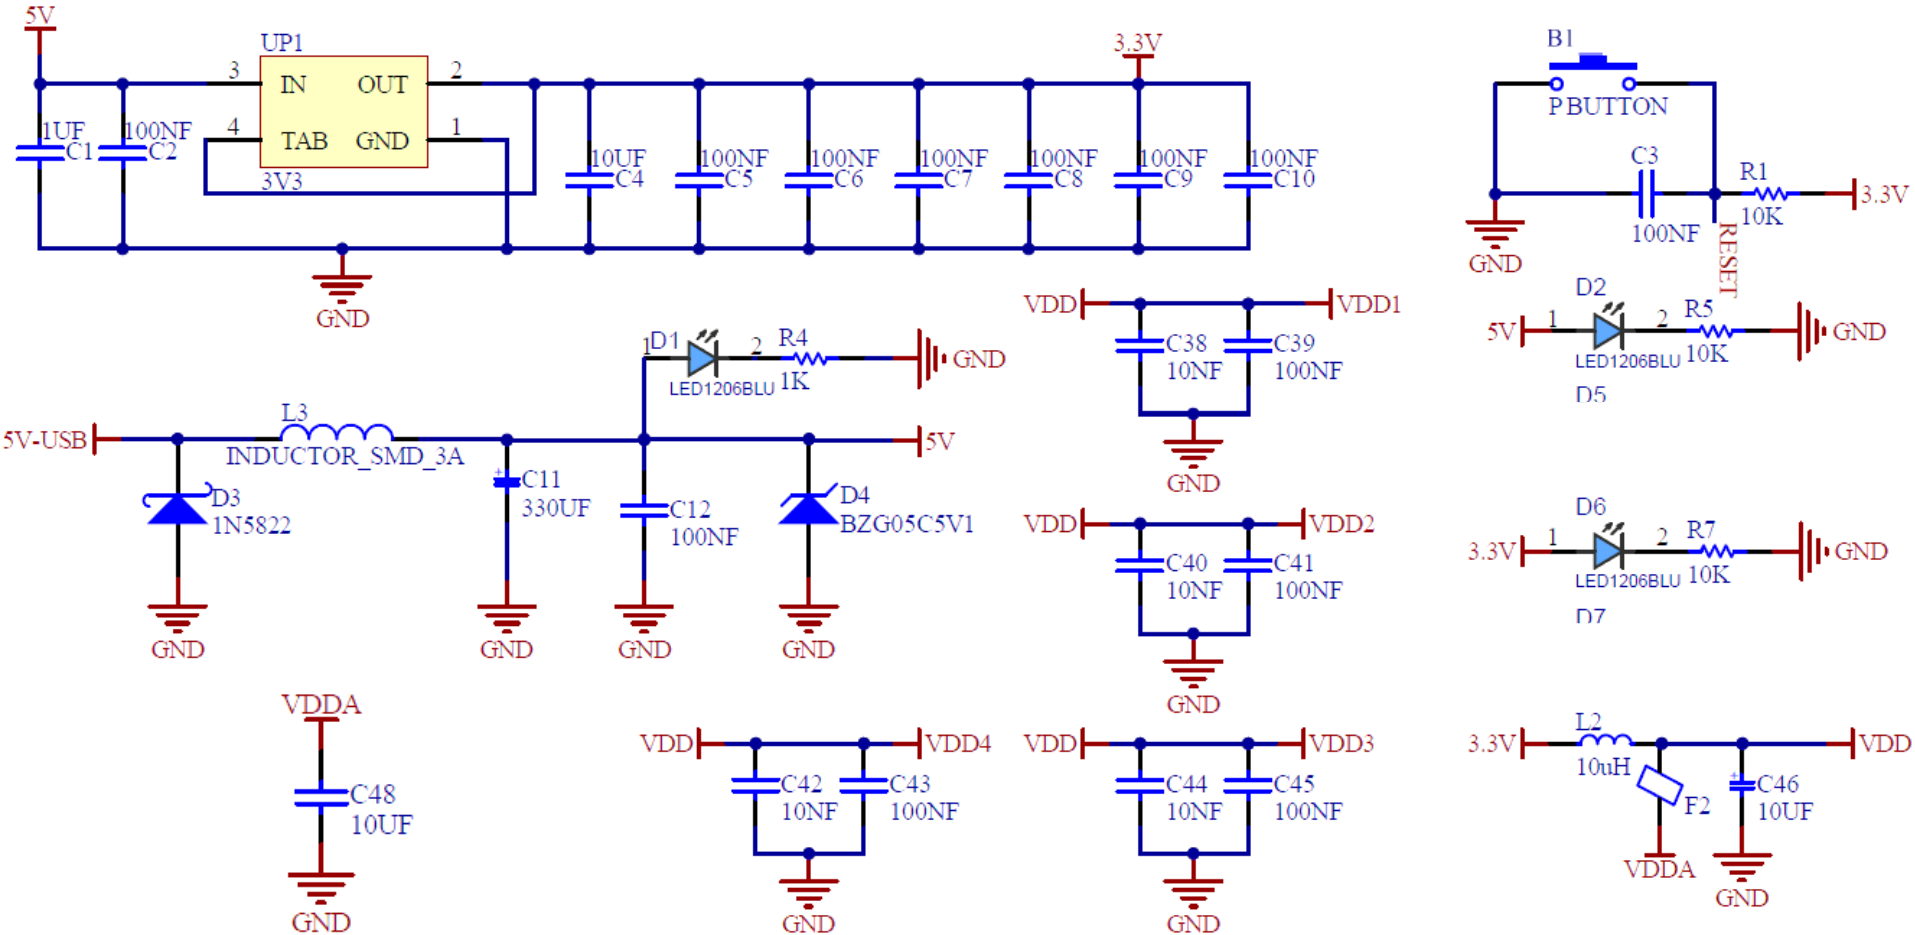 5V
UP1
3 IN OUT 2
4 TAB GND 1
3V3
1UF
C1
100NF
C2
10UF
C4
100NF
C5
100NF
C6
100NF
C7
100NF
C8
3.3V
100NF
C9
100NF
C10
GND
B1
PBUTTON
C3
100NF
R1
10K
3.3V
RESET
GND
D2
5V 1 2 R5 GND
LED1206BLU 10K
D5
VDD VDD1
C38
10NF
C39
100NF
GND
1 D1 2 R4 GND
LED1206BLU 1K
5V-USB L3 5V
INDUCTOR_SMD_3A
D3
1N5822
GND
+
C11
330UF
GND
C12
100NF
GND
D4
BZG05C5V1
GND
VDD VDD2
C40
10NF
C41
100NF
GND
D6
3.3V 1 2 R7 GND
LED1206BLU 10K
D7
VDDA
C48
10UF
GND
VDD VDD4
C42
10NF
C43
100NF
GND
VDD VDD3
C44
10NF
C45
100NF
GND
3.3V L2 VDD
10uH
F2
VDDA
+
C46
10UF
GND